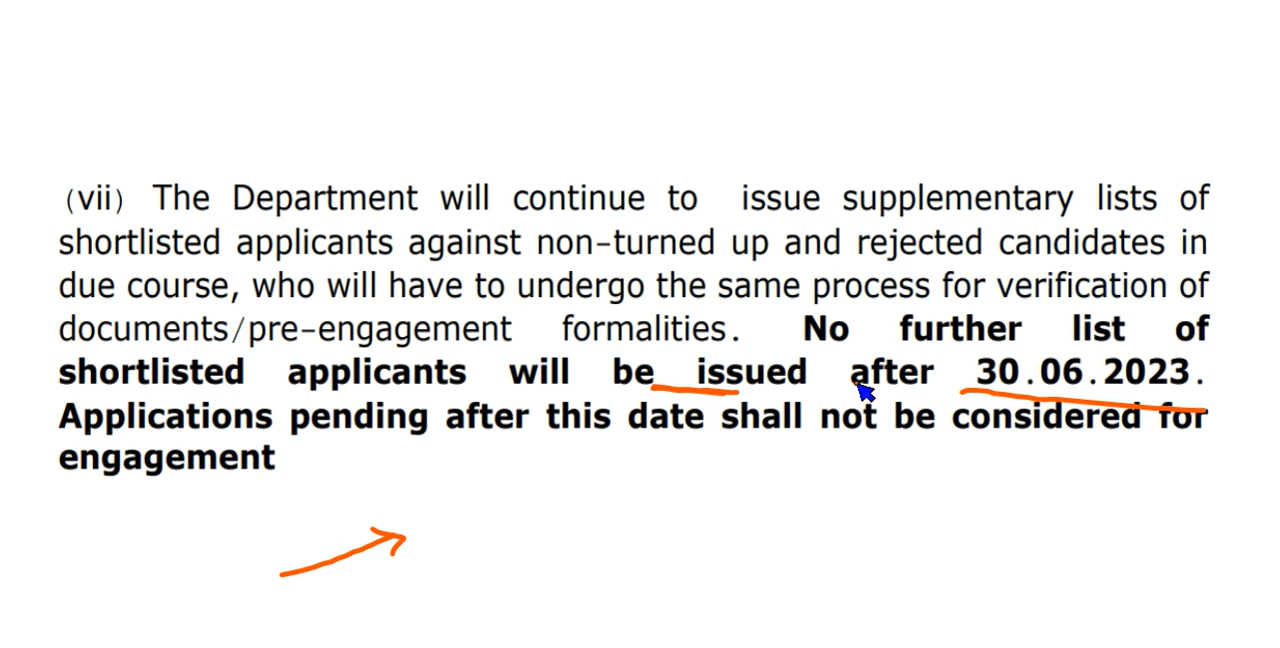 (vii) The Department will continue to issue supplementary lists of
shortlisted applicants against non-turned up and rejected candidates in
due course, who will have to undergo the same process for verification of
documents/pre-engagement formalities. No further list of
shortlisted applicants will be issued after 30.06.2023.
Applications pending after this date shall not be considered for
engagement